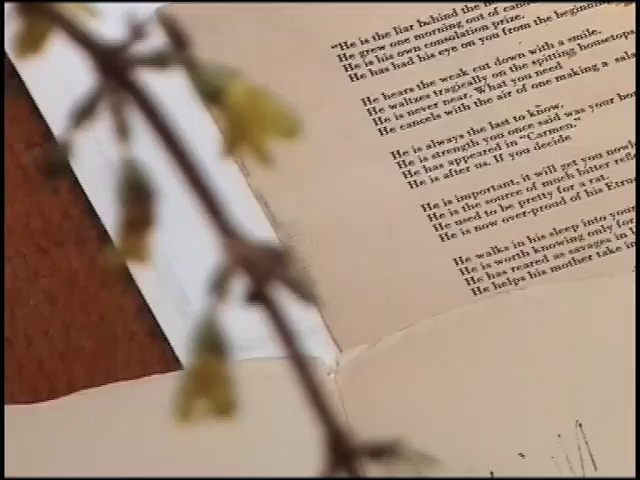 "He is the liar behind the
He grew one morning out of
He is his own consolation prize.
He has had his eye on you from the beginning
He hears the weak cut down with a smile.
He waltzes tragically on the spitting housetops
He is never near. What you need
He cancels with the air of one making a
He is always the last to know.
He is strength you once said was your
He has appeared in "Carmen."
He is after us. If you decide
He is important, it will get you
He is the source of much bitter
He used to be pretty for a rat.
He is now over-proud of his
He walks in his sleep into your
He is worth knowing only for
He has reared as savages in
He helps his mother take in